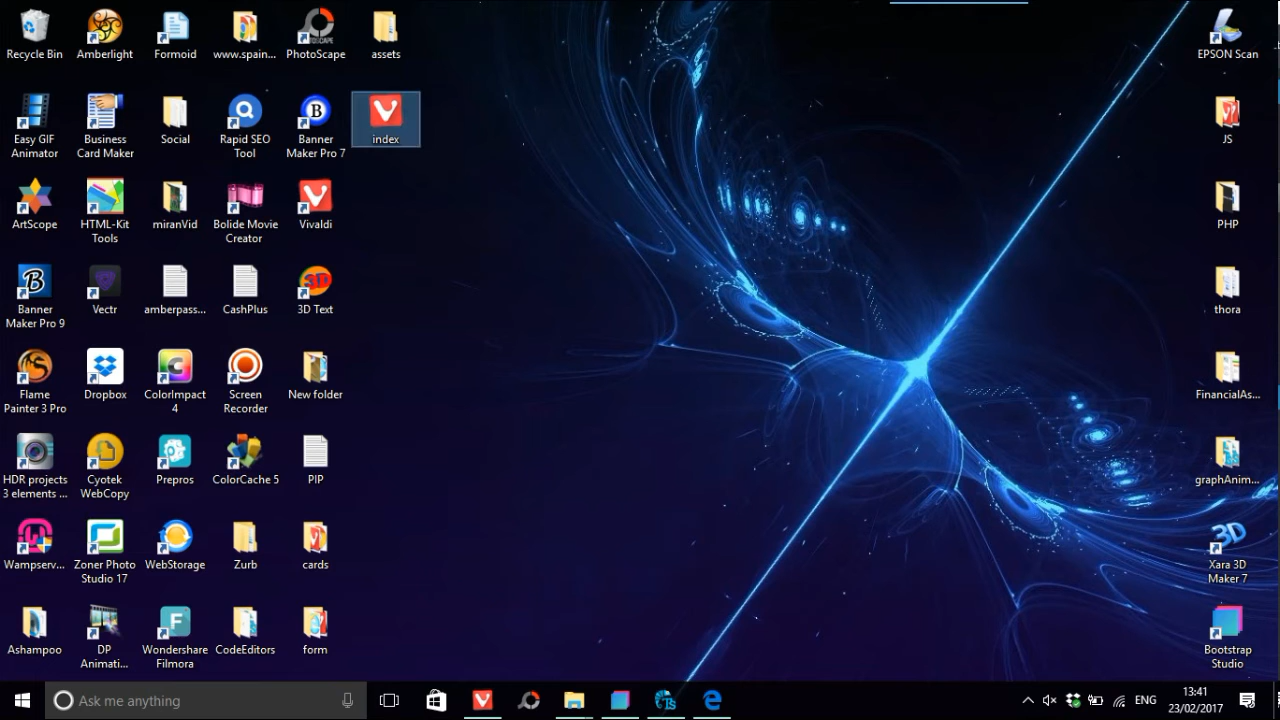 Recycle Bin
Amberlight
Formoid
www.spain...
PhotoScape
assets
EPSON Scan
Easy GIF
Animator
Business
Card Maker
Social
Rapid SEO
Tool
B
Banner
Maker Pro 7
index
JS
ArtScope
HTML-Kit
Tools
miranVid
Bolide Movie
Creator
Vivaldi
PHP
B
Banner
Maker Pro 9
Vectr
amberpass...
CashPlus
3D
3D Text
thora
Flame
Painter 3 Pro
Dropbox
C
ColorImpact
4
Screen
Recorder
New folder
FinancialAs...
HDR projects
3 elements ...
Cyotek
WebCopy
Prepros
ColorCache 5
PIP
graphAnim...
Wampserv...
Zoner Photo
Studio 17
WebStorage
Zurb
cards
3D
Xara 3D
Maker 7
Ashampoo
DP
Animati...
F
Wondershare
Filmora
CodeEditors
form
Bootstrap
Studio
Ask me anything
Bs
ENG
13:41
23/02/2017